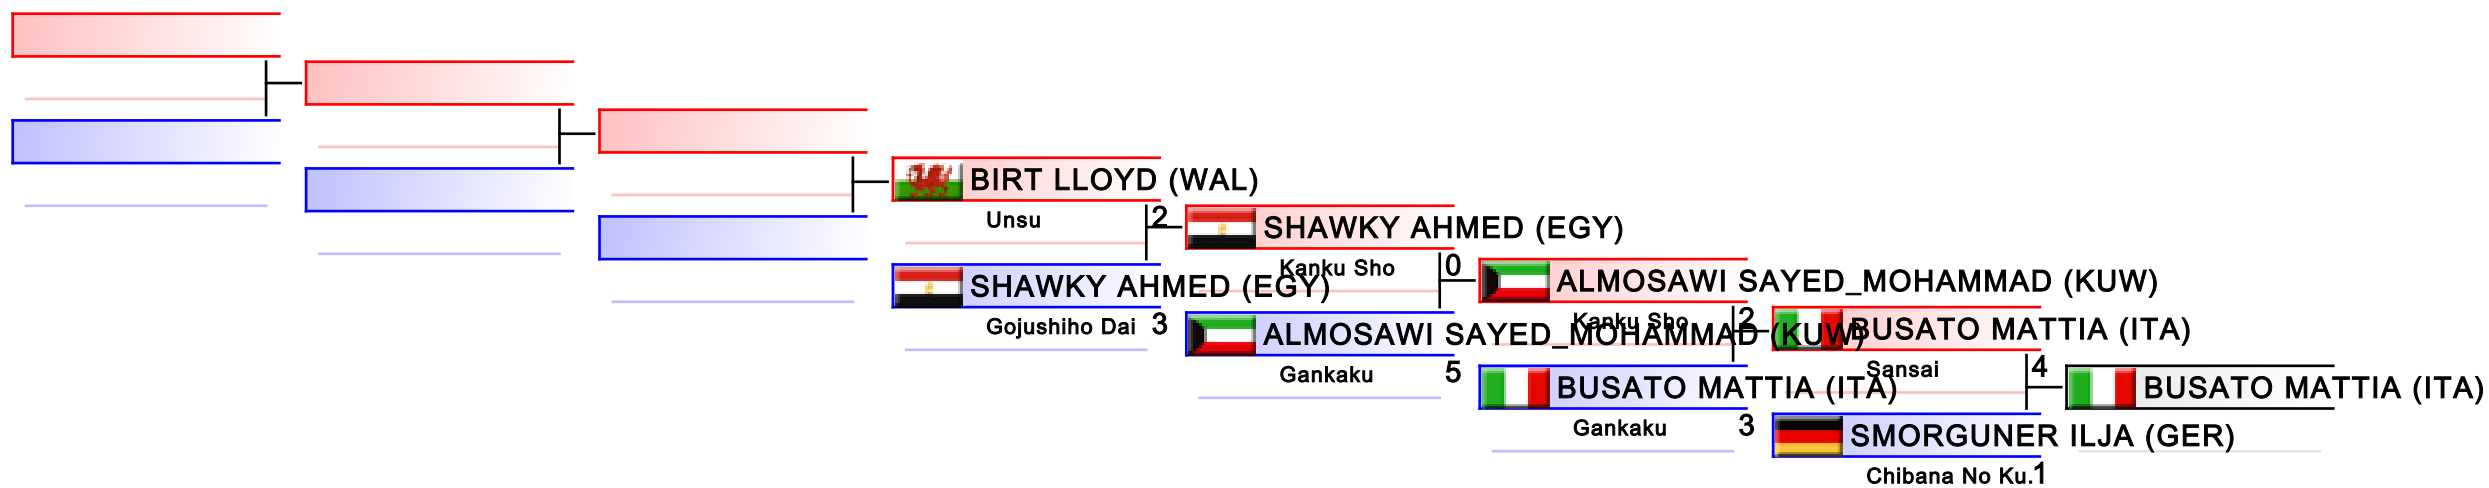 BIRT LLOYD (WAL)
Unsu 2
SHAWKY AHMED (EGY)
Gojushiho Dai 3
SHAWKY AHMED (EGY)
Kanku Sho 0
ALMOSAWI SAYED_MOHAMMAD (KUW)
Gankaku 5
ALMOSAWI SAYED_MOHAMMAD (KUW)
Kanku Sho 2
BUSATO MATTIA (ITA)
Gankaku 3
BUSATO MATTIA (ITA)
Sansai 4
SMORGUNER ILJA (GER)
Chibana No Ku. 1
BUSATO MATTIA (ITA)